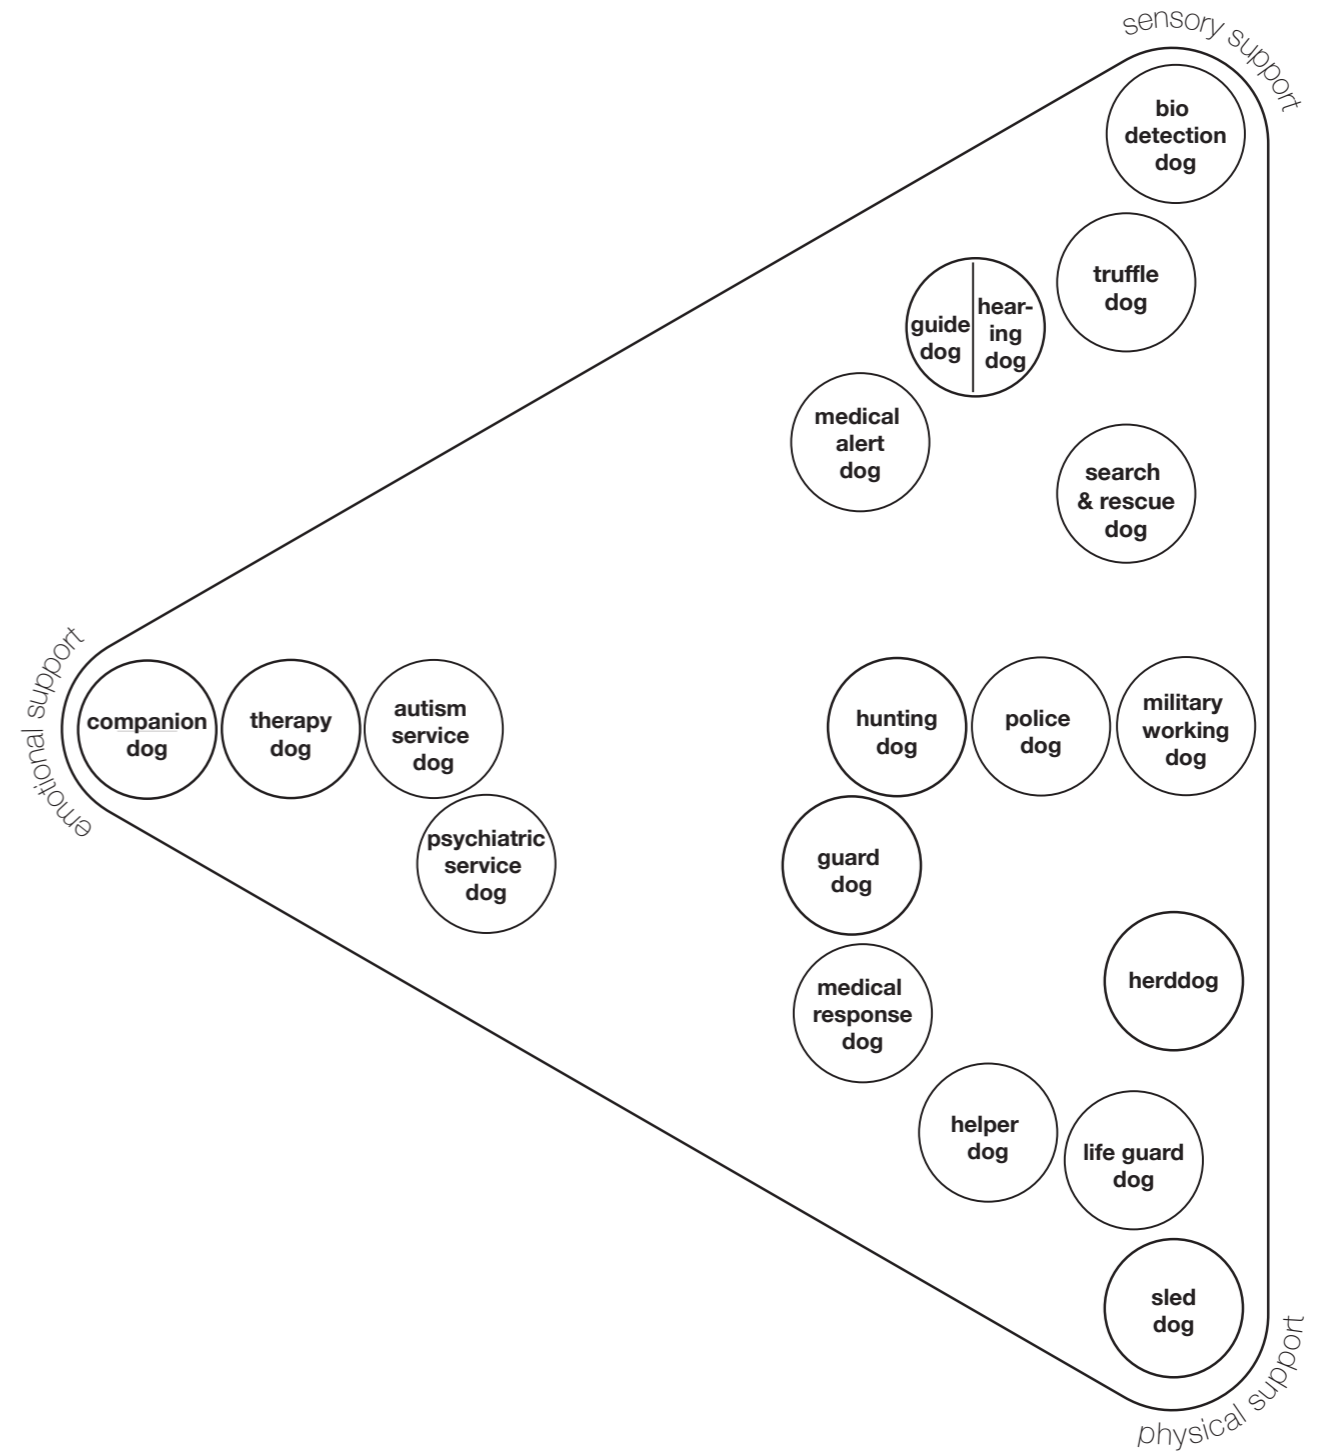 sensory support
bio
detection
dog
truffle
dog
guide
dog
hear-
ing
dog
medical
alert
dog
search
& rescue
dog
emotional support
companion
dog
therapy
dog
autism
service
dog
psychiatric
service
dog
hunting
dog
police
dog
military
working
dog
guard
dog
medical
response
dog
herddog
helper
dog
life guard
dog
sled
dog
physical support